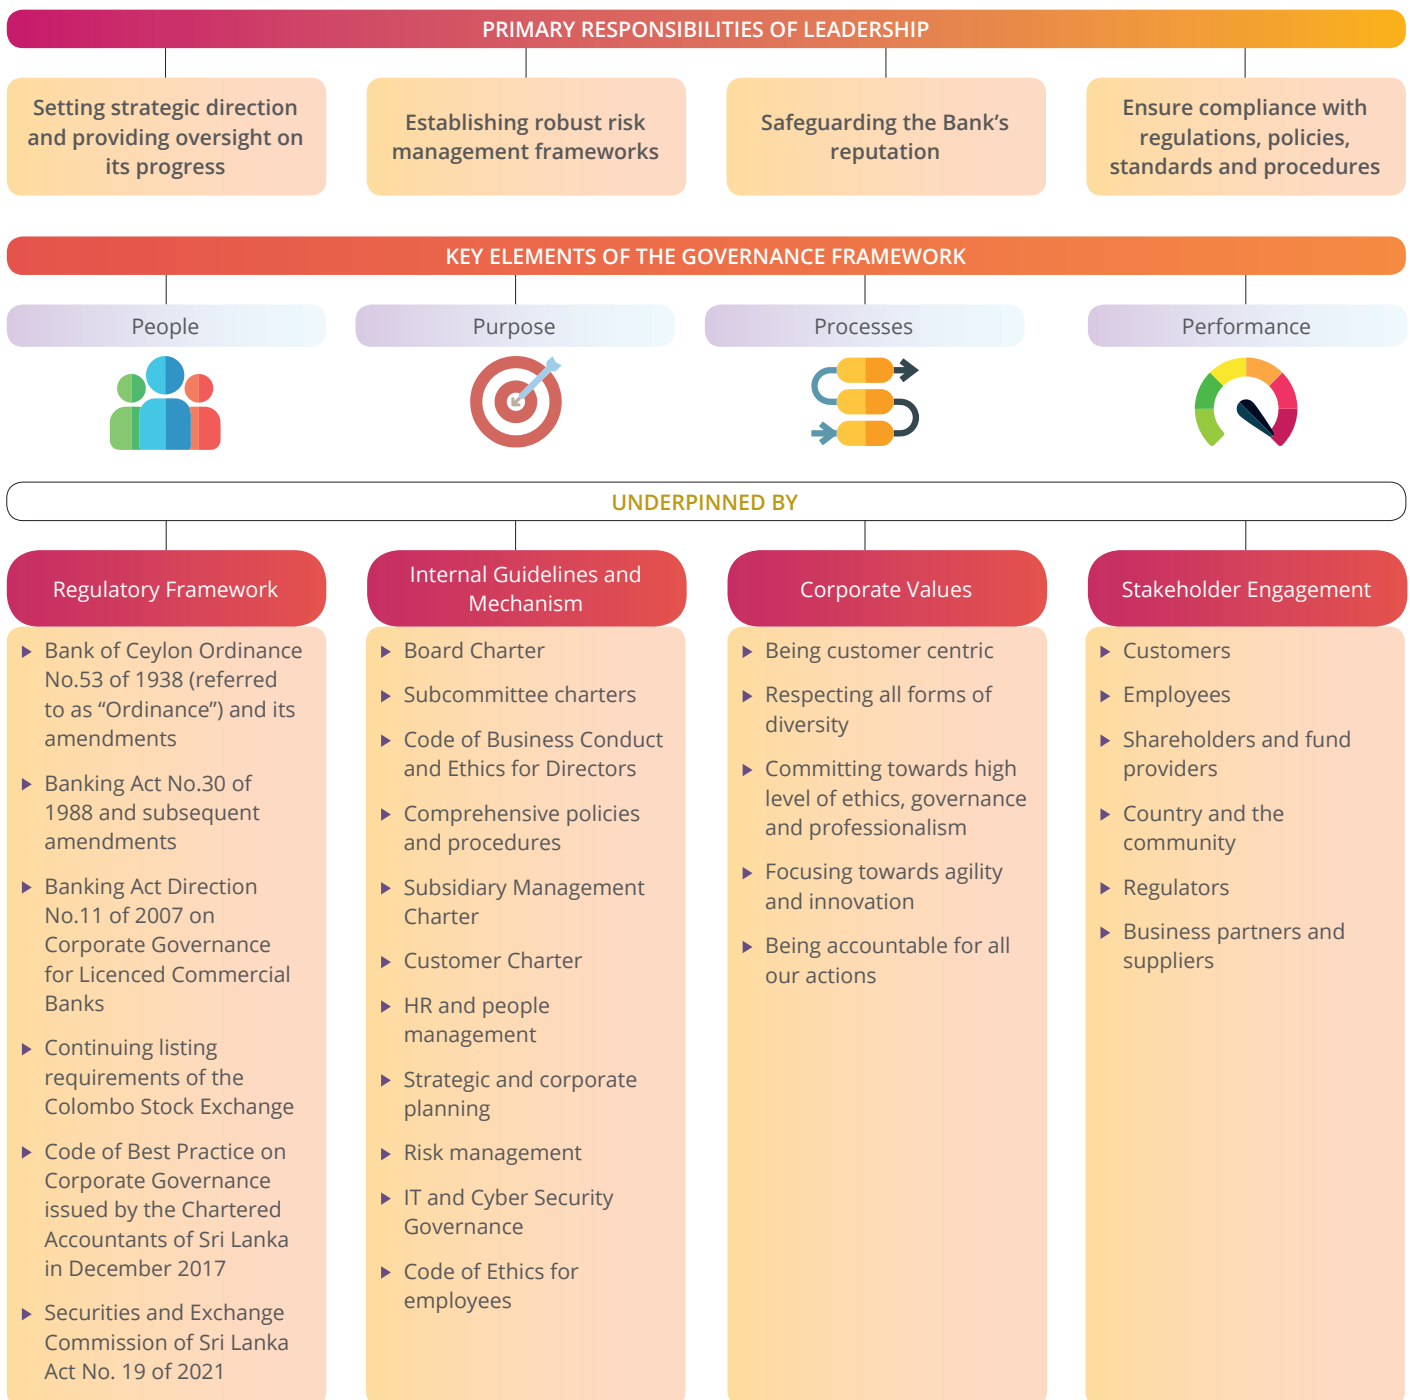 PRIMARY RESPONSIBILITIES OF LEADERSHIP
Setting strategic direction
and providing oversight on
its progress
Establishing robust risk
management frameworks
Safeguarding the Bank’s
reputation
Ensure compliance with
regulations, policies,
standards and procedures
KEY ELEMENTS OF THE GOVERNANCE FRAMEWORK
People
Purpose
Processes
Performance
UNDERPINNED BY
Regulatory Framework
Bank of Ceylon Ordinance
No.53 of 1938 (referred
to as “Ordinance”) and its
amendments
Banking Act No.30 of
1988 and subsequent
amendments
Banking Act Direction
No.11 of 2007 on
Corporate Governance
for Licenced Commercial
Banks
Continuing listing
requirements of the
Colombo Stock Exchange
Code of Best Practice on
Corporate Governance
issued by the Chartered
Accountants of Sri Lanka
in December 2017
Securities and Exchange
Commission of Sri Lanka
Act No. 19 of 2021
Internal Guidelines and
Mechanism
Board Charter
Subcommittee charters
Code of Business Conduct
and Ethics for Directors
Comprehensive policies
and procedures
Subsidiary Management
Charter
Customer Charter
HR and people
management
Strategic and corporate
planning
Risk management
IT and Cyber Security
Governance
Code of Ethics for
employees
Corporate Values
Being customer centric
Respecting all forms of
diversity
Committing towards high
level of ethics, governance
and professionalism
Focusing towards agility
and innovation
Being accountable for all
our actions
Stakeholder Engagement
Customers
Employees
Shareholders and fund
providers
Country and the
community
Regulators
Business partners and
suppliers